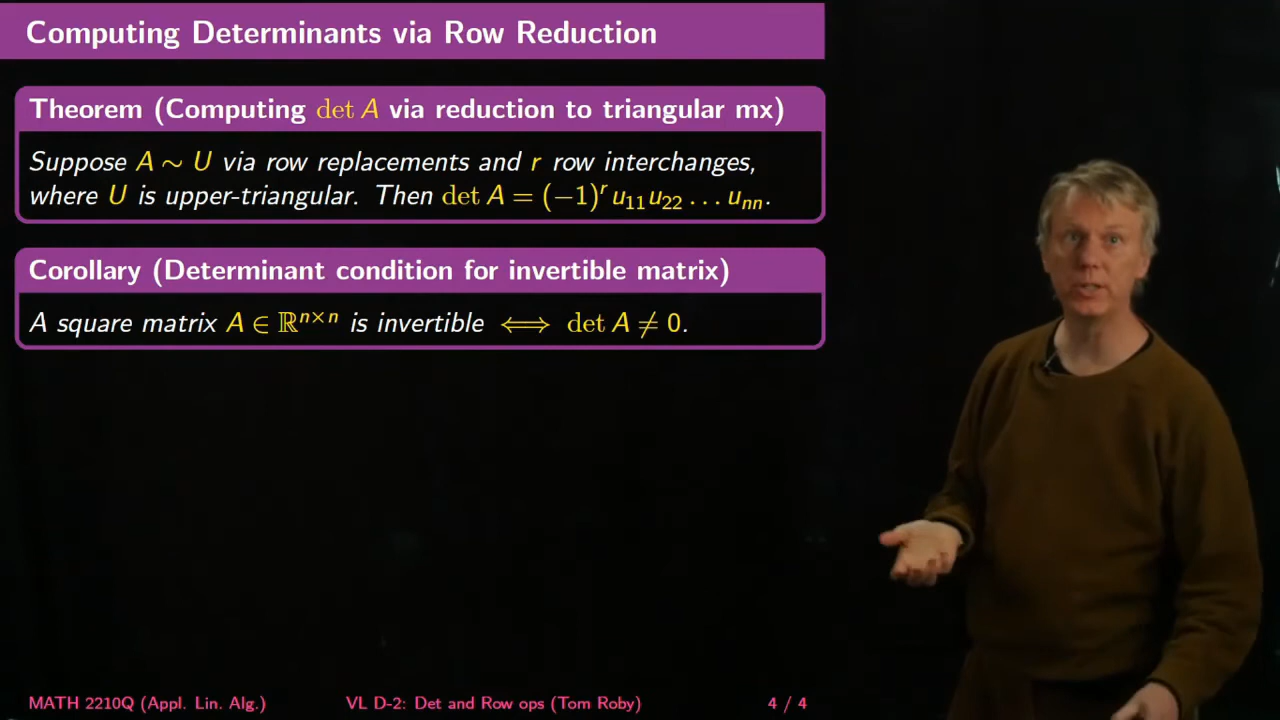 Computing Determinants via Row Reduction
Theorem (Computing det A via reduction to triangular mx)
Suppose A ∼ U via row replacements and r row interchanges,
where U is upper-triangular. Then det A = (−1)ʳ u₁₁u₂₂ … uₙₙ.
Corollary (Determinant condition for invertible matrix)
A square matrix A ∈ ℝⁿˣⁿ is invertible ⟺ det A ≠ 0.
MATH 2210Q (Appl. Lin. Alg.) VL D-2: Det and Row ops (Tom Roby) 4 / 4